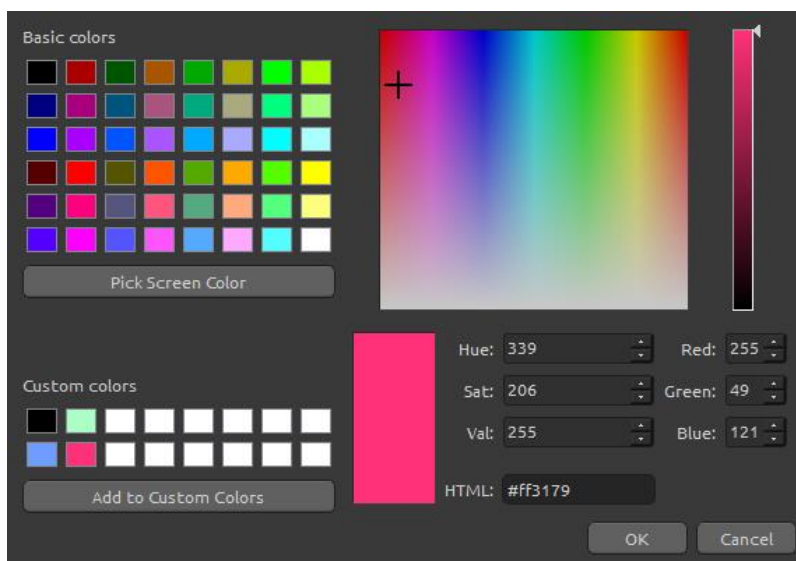 Basic colors
Pick Screen Color
Custom colors
Add to Custom Colors
Hue: 339 Red: 255
Sat: 206 Green: 49
Val: 255 Blue: 121
HTML: #ff3179
OK Cancel